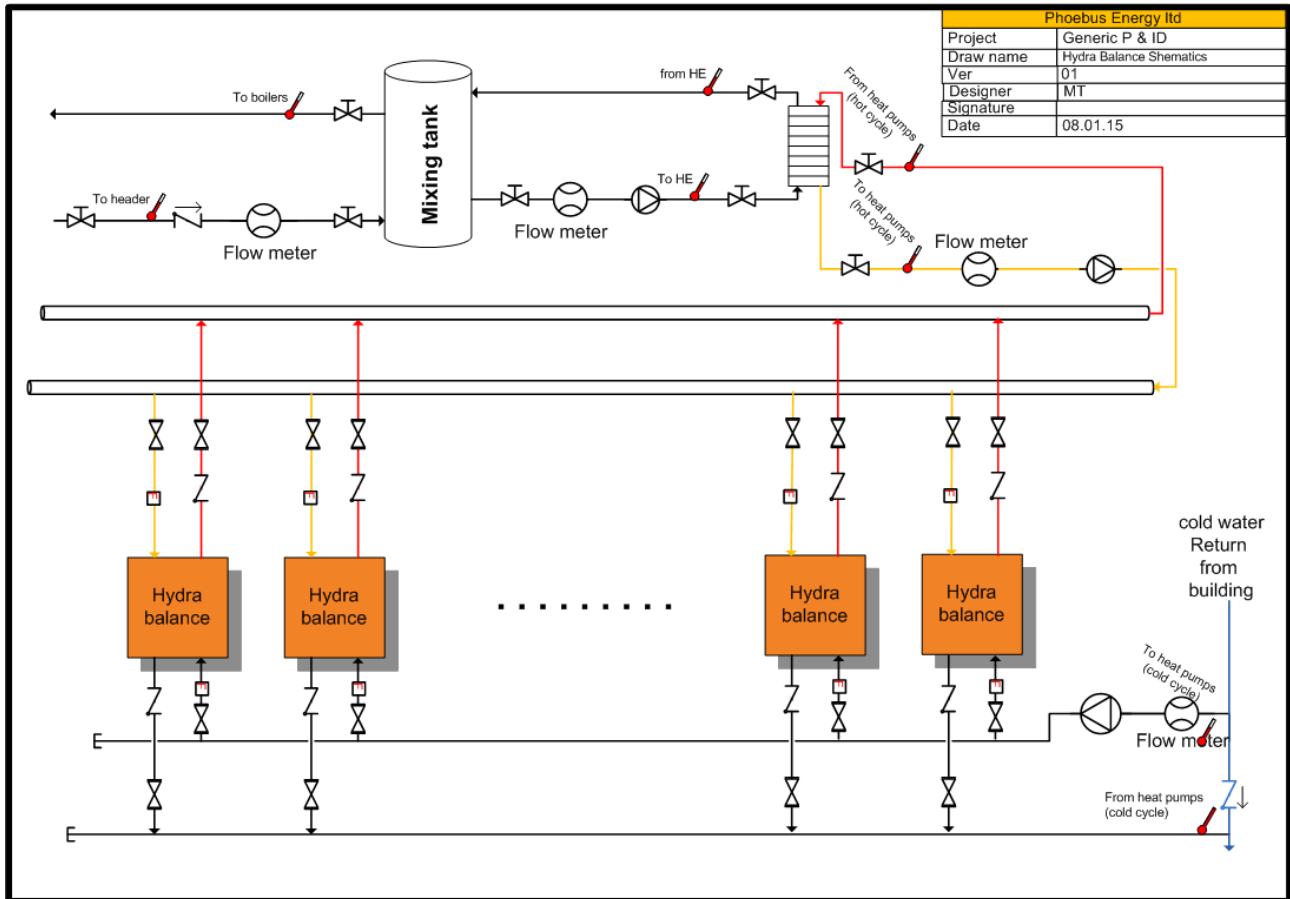 Phoebus Energy ltd
Project Generic P & ID
Draw name Hydra Balance Shematics
Ver 01
Designer MT
Signature
Date 08.01.15
To boilers
Mixing tank
from HE
From heat pumps
(hot cycle)
To header
Flow meter
Flow meter
To HE
To heat pumps
(hot cycle)
Flow meter
Hydra
balance
Hydra
balance
Hydra
balance
Hydra
balance
cold water
Return
from
building
To heat pumps
(cold cycle)
Flow meter
From heat pumps
(cold cycle)